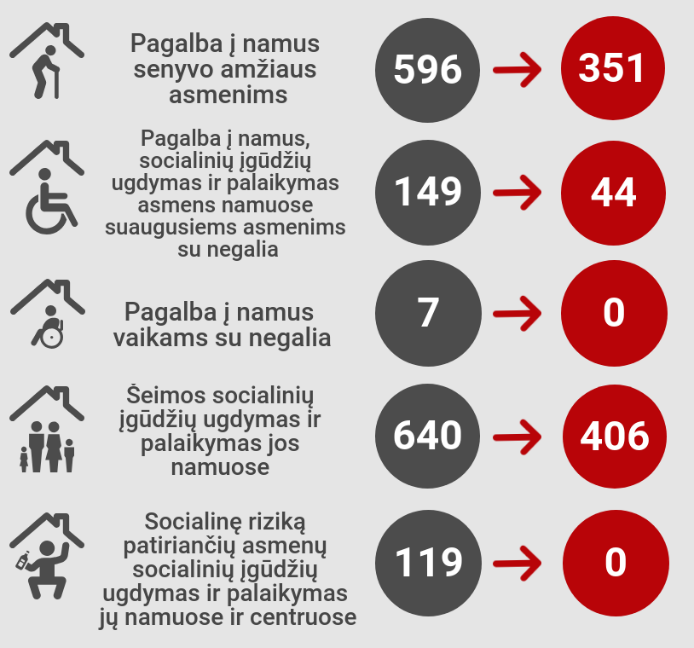 Pagalba į namus
senyvo amžiaus
asmenims
596
351
Pagalba į namus,
socialinių įgūdžių
ugdymas ir palaikymas
asmens namuose
suaugusiems asmenims
su negalia
149
44
Pagalba į namus
vaikams su negalia
7
0
Šeimos socialinių
įgūdžių ugdymas ir
palaikymas jos
namuose
640
406
Socialinę riziką
patiriančių asmenų
socialinių įgūdžių
ugdymas ir palaikymas
jų namuose ir centruose
119
0